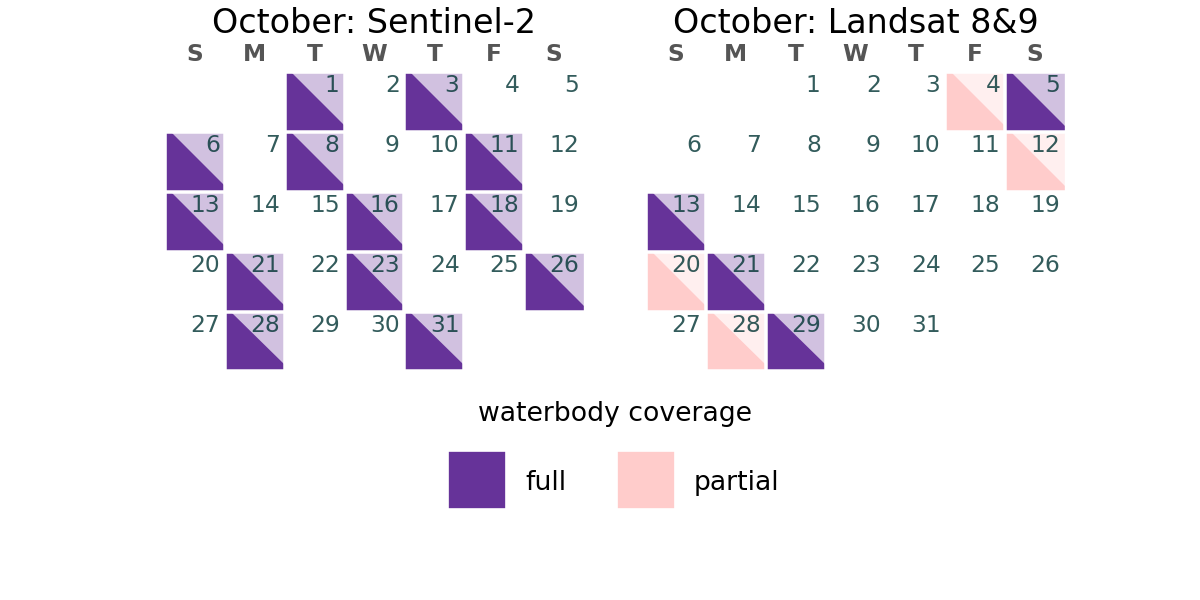 October: Sentinel-2
S M T W T F S
1 2 3 4 5
6 7 8 9 10 11 12
13 14 15 16 17 18 19
20 21 22 23 24 25 26
27 28 29 30 31
October: Landsat 8&9
S M T W T F S
1 2 3 4 5
6 7 8 9 10 11 12
13 14 15 16 17 18 19
20 21 22 23 24 25 26
27 28 29 30 31
waterbody coverage
full partial